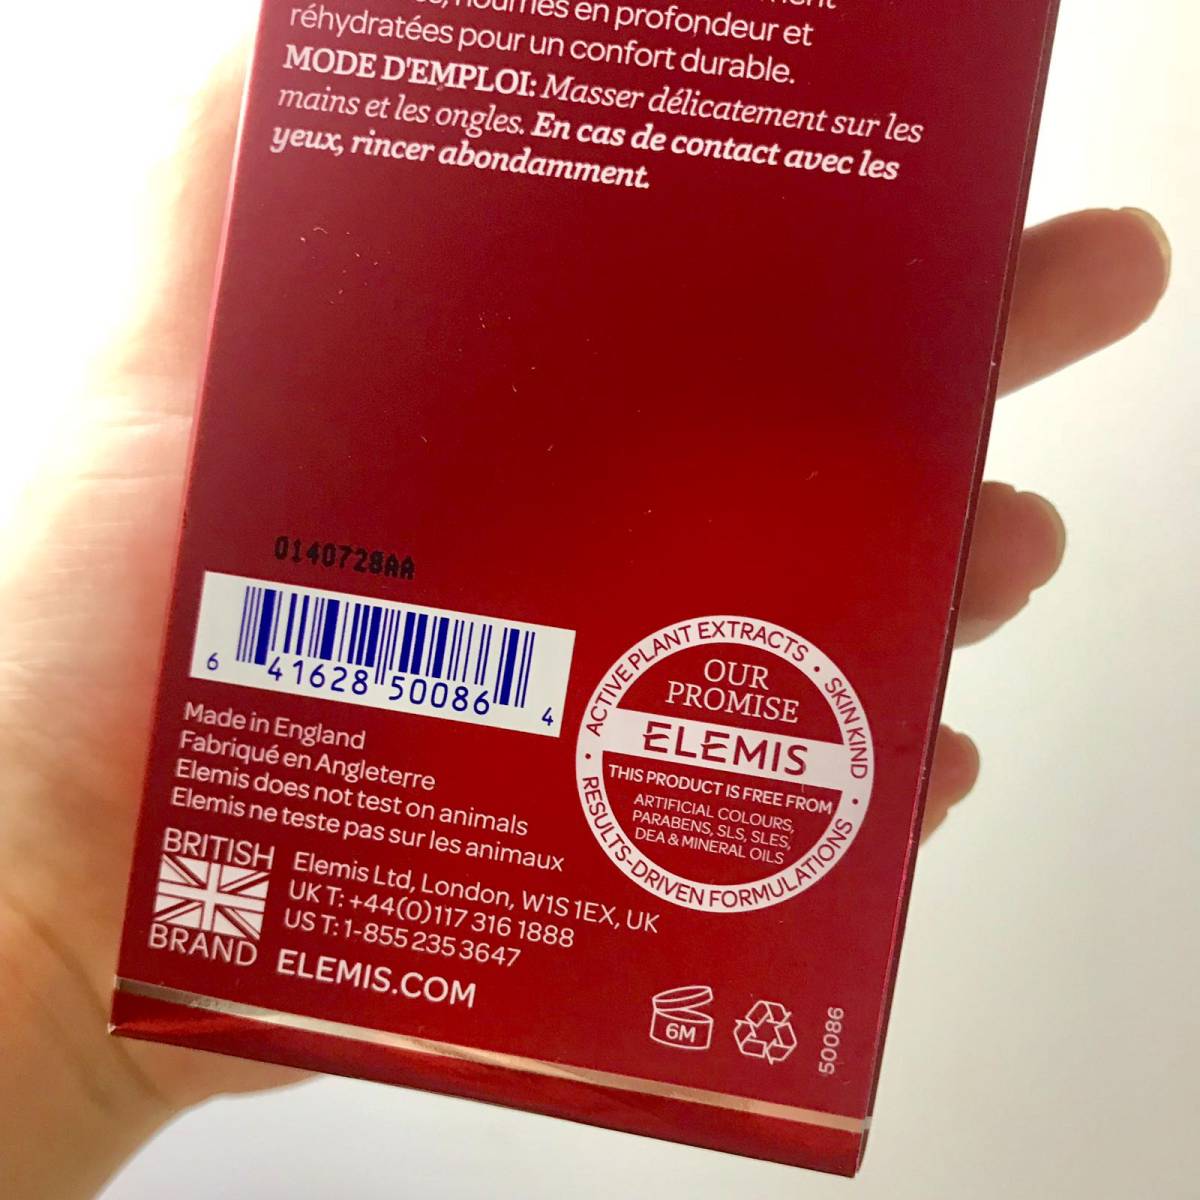 en profondeur et
réhydratées pour un confort durable.
MODE D'EMPLOI: Masser délicatement sur les
mains et les ongles. En cas de contact avec les
yeux, rincer abondamment.
0140728AA
6 41628 50086 4
Made in England
Fabriqué en Angleterre
Elemis does not test on animals
Elemis ne teste pas sur les animaux
BRITISH
BRAND
Elemis Ltd, London, W1S 1EX, UK
UK T: +44(0)117 316 1888
US T: 1-855 235 3647
ELEMIS.COM
ACTIVE PLANT EXTRACTS • SKIN KIND • RESULTS-DRIVEN FORMULATIONS •
OUR
PROMISE
ELEMIS
THIS PRODUCT IS FREE FROM
ARTIFICIAL COLOURS,
PARABENS, SLS, SLES,
DEA & MINERAL OILS
6M
50086